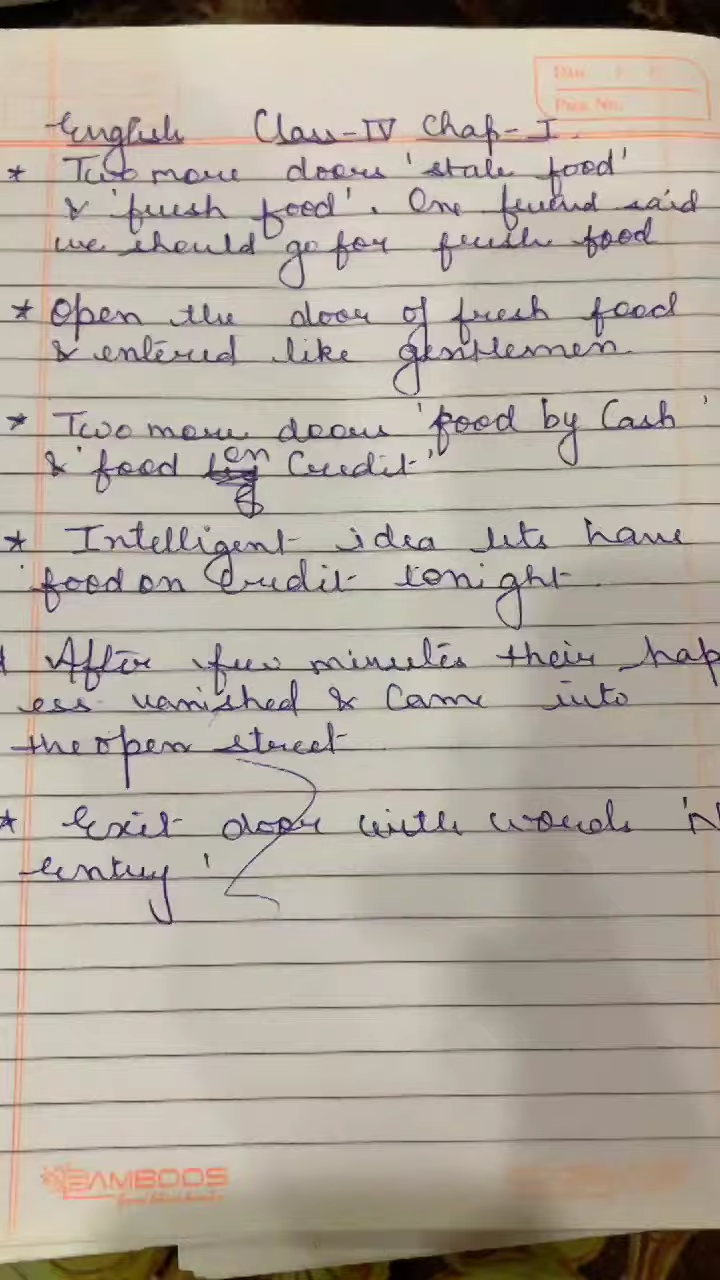 Date
Page No.
English Class-IV Chap-I
* Two more doors 'stale food'
& 'fresh food'. One friend said
we should go for fresh food
* Open the door of fresh food
& entered like gentlemen.
* Two more doors 'food by Cash'
& 'food on Credit'
* Intelligent idea lets have
food on Credit tonight
After few minutes their hap
ess vanished & Came into
the open street
* Exit door with words 'N
Entry'
BAMBOOS